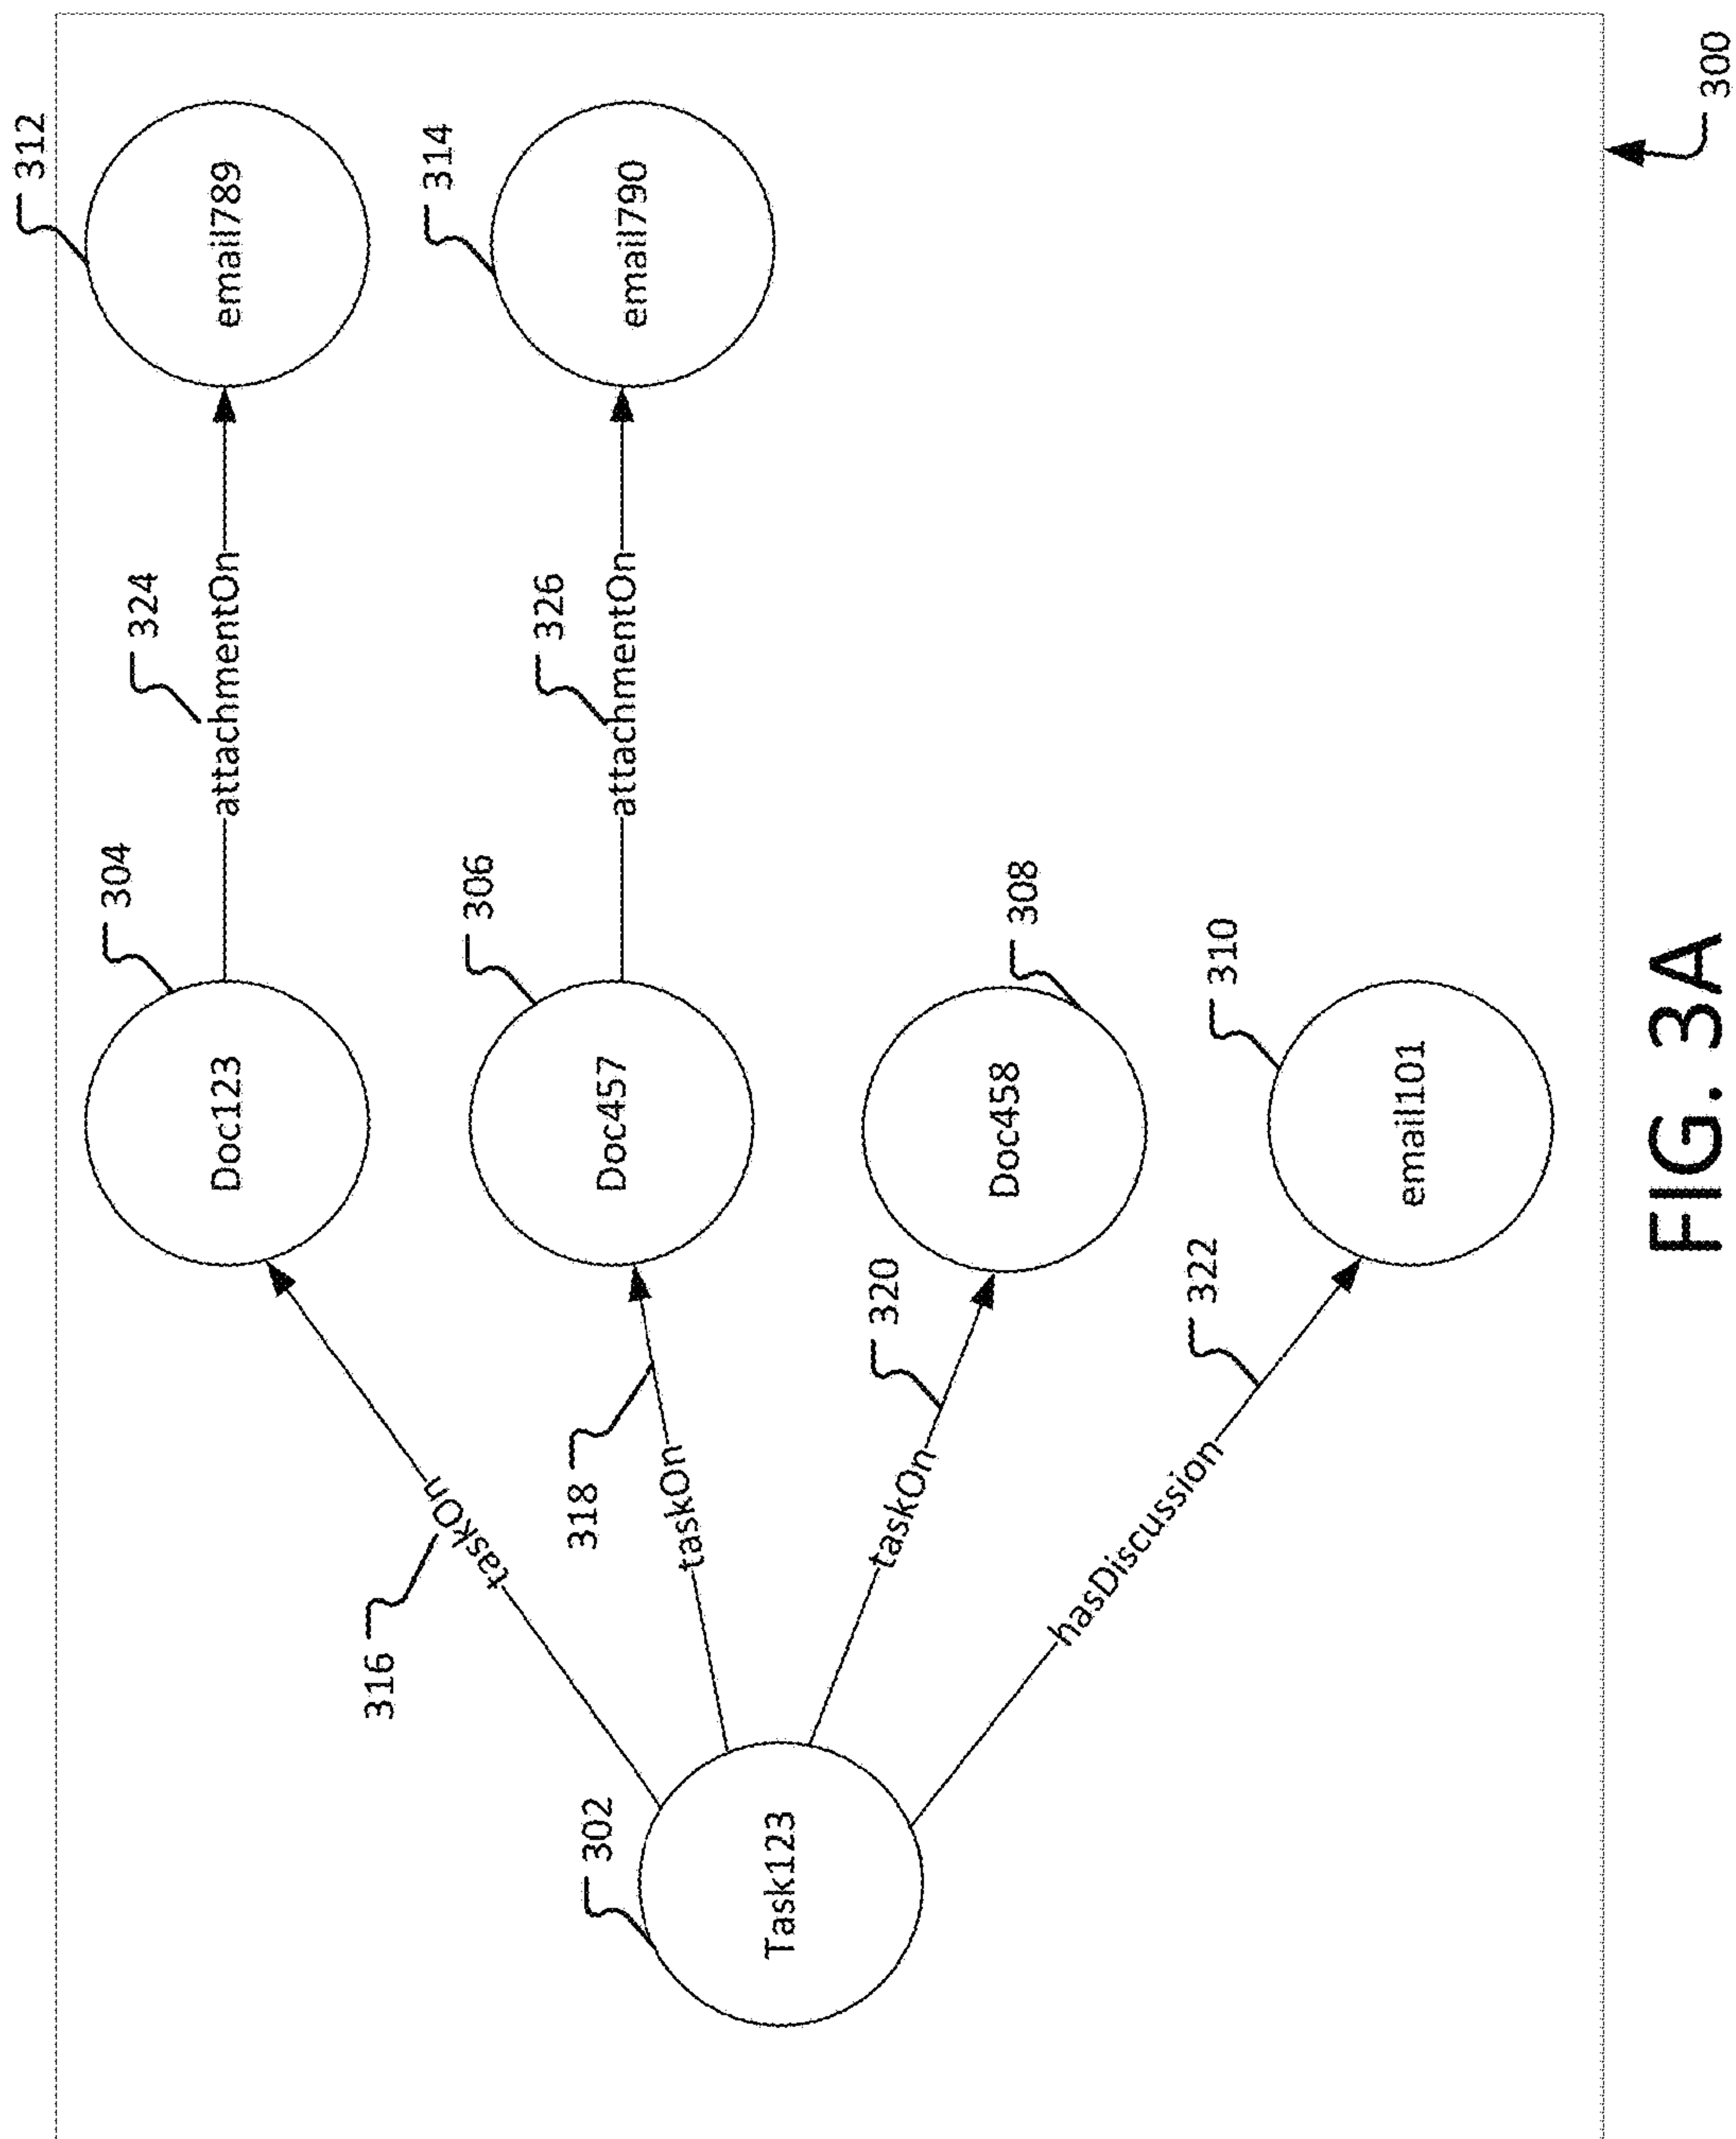 312
304
324
Doc123
attachmentOn
email789
316
taskOn
314
306
326
318
Doc457
attachmentOn
email790
taskOn
302
Task123
308
320
Doc458
taskOn
310
322
hasDiscussion
email101
300
FIG. 3A